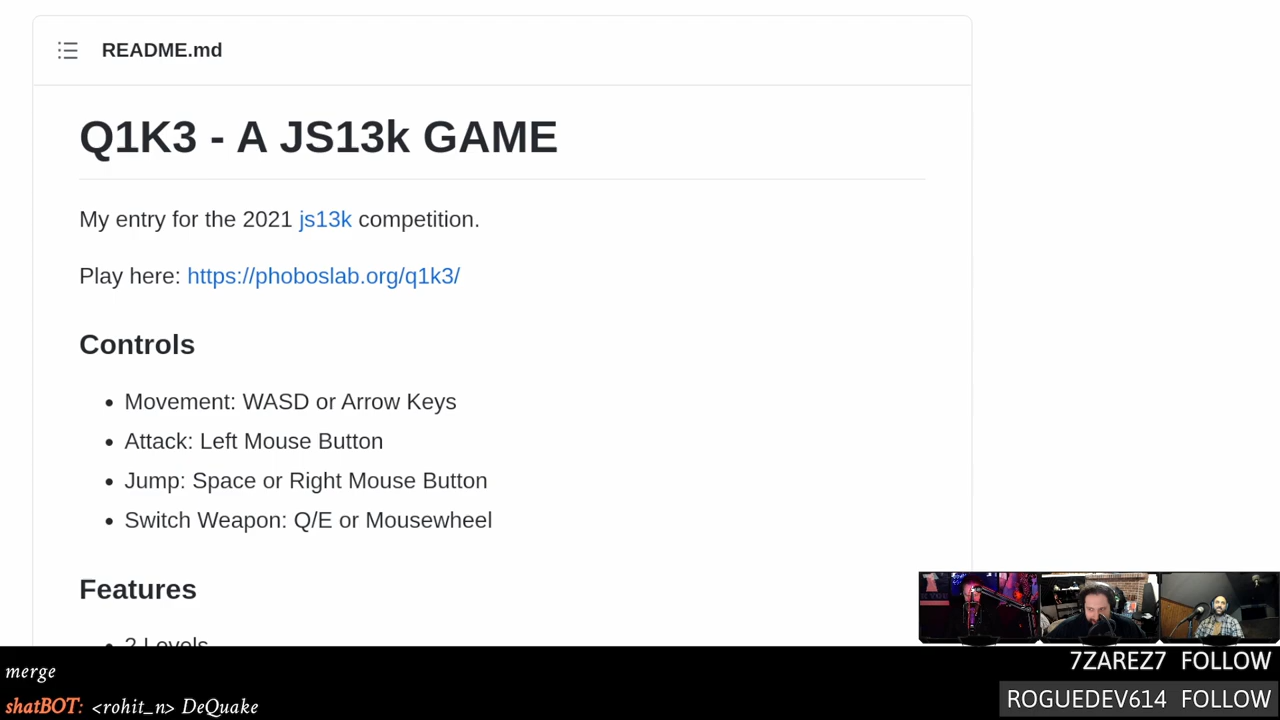 README.md
Q1K3 - A JS13k GAME
My entry for the 2021 js13k competition.
Play here: https://phoboslab.org/q1k3/
Controls
Movement: WASD or Arrow Keys
Attack: Left Mouse Button
Jump: Space or Right Mouse Button
Switch Weapon: Q/E or Mousewheel
Features
2 Levels
merge
shatBOT: <rohit_n> DeQuake
7ZAREZ7 FOLLOW
ROGUEDEV614 FOLLOW